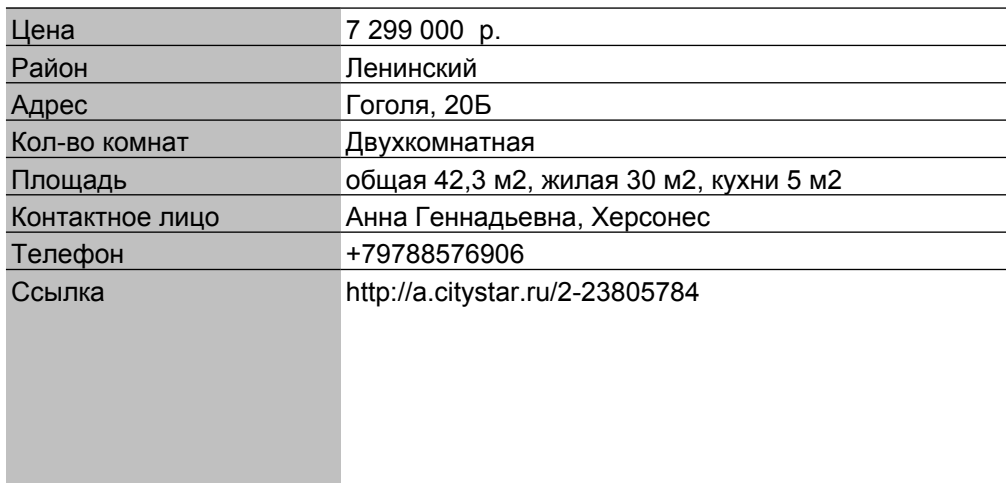 Цена 7 299 000 р.
Район Ленинский
Адрес Гоголя, 20Б
Кол-во комнат Двухкомнатная
Площадь общая 42,3 м2, жилая 30 м2, кухни 5 м2
Контактное лицо Анна Геннадьевна, Херсонес
Телефон +79788576906
Ссылка http://a.citystar.ru/2-23805784